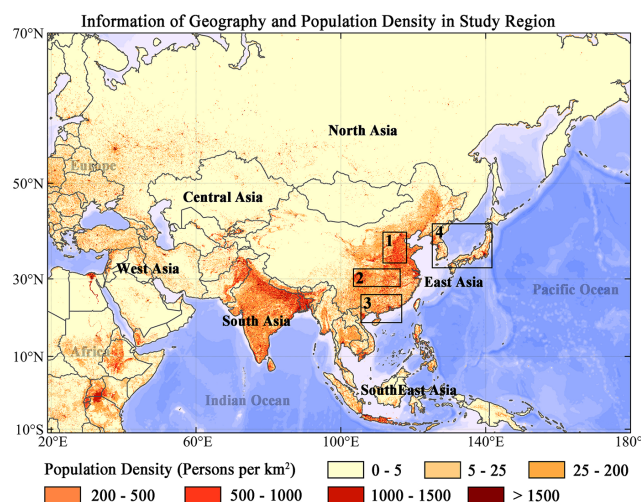 Information of Geography and Population Density in Study Region
70°N
North Asia
Europe
50°N
Central Asia
4
1
West Asia
2
30°N
East Asia
Pacific Ocean
3
South Asia
Africa
10°N
SouthEast Asia
Indian Ocean
10°S
20°E 60°E 100°E 140°E 180°
Population Density (Persons per km²) 0 - 5 5 - 25 25 - 200
200 - 500 500 - 1000 1000 - 1500 > 1500